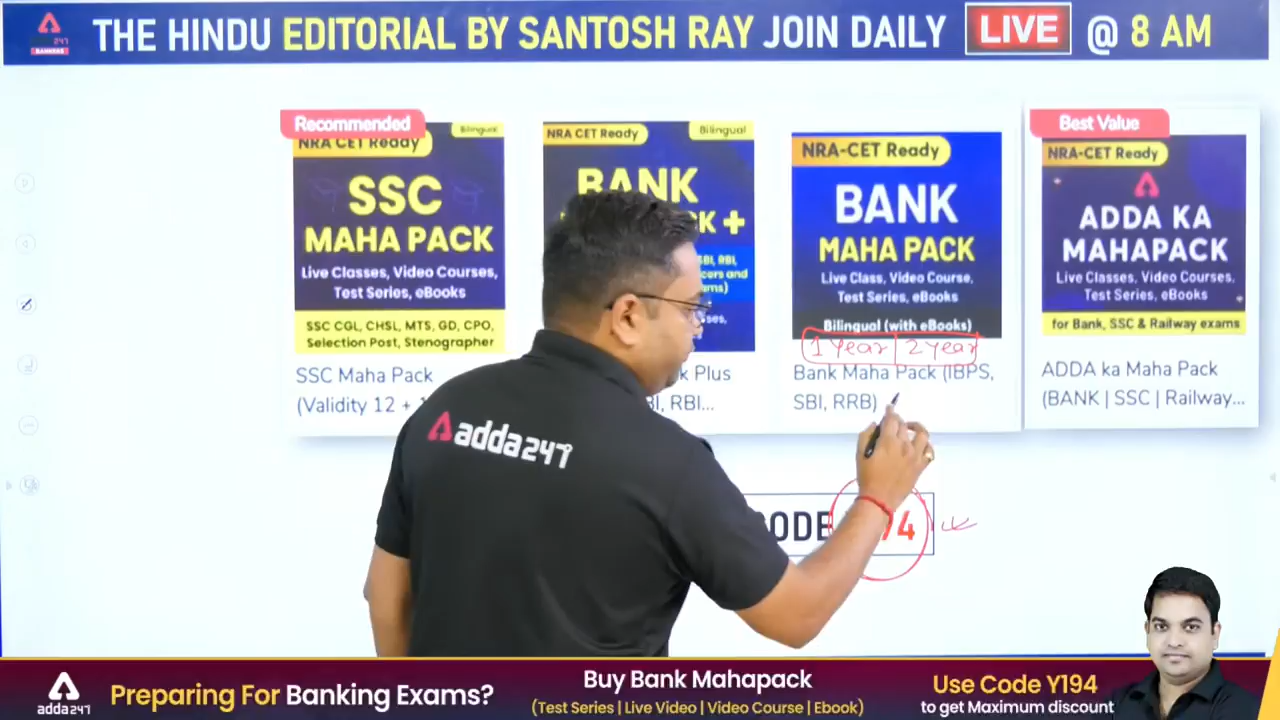 THE HINDU EDITORIAL BY SANTOSH RAY JOIN DAILY LIVE @ 8 AM
247
BANKERS
Recommended
NRA CET Ready
Bilingual
SSC
MAHA PACK
Live Classes, Video Courses,
Test Series, eBooks
SSC CGL, CHSL, MTS, GD, CPO,
Selection Post, Stenographer
SSC Maha Pack
(Validity 12 +
NRA CET Ready
Bilingual
BANK
+
SBI, RBI,
Plus
RBI...
NRA-CET Ready
BANK
MAHA PACK
Live Class, Video Course,
Test Series, eBooks
Bilingual (with eBooks)
1 Year 2 year
Bank Maha Pack (IBPS,
SBI, RRB)
Best Value
NRA-CET Ready
ADDA KA
MAHAPACK
Live Classes, Video Courses,
Test Series, eBooks
for Bank, SSC & Railway exams
ADDA ka Maha Pack
(BANK | SSC | Railway...
adda247
Preparing For Banking Exams?
adda247
Buy Bank Mahapack
(Test Series | Live Video | Video Course | Ebook)
Use Code Y194
to get Maximum discount